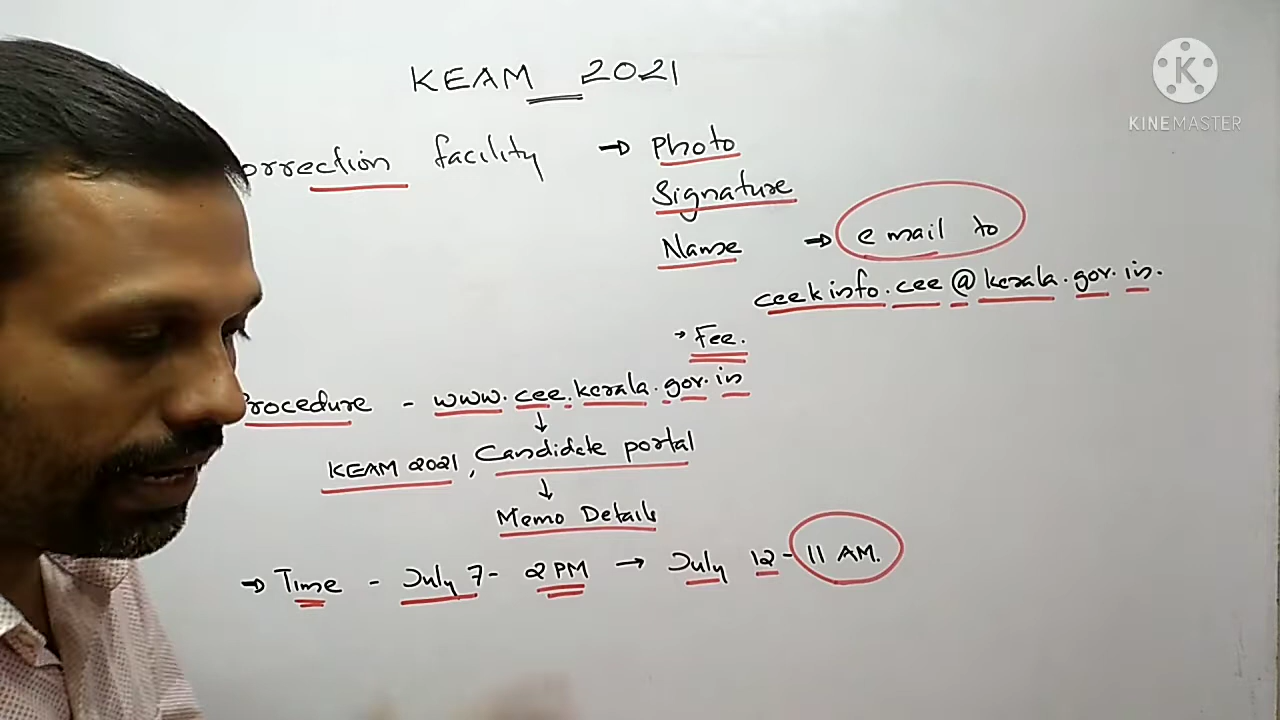 KEAM 2021
KINEMASTER
orrection facility → Photo
Signature
Name → e mail to
ceekinfo.cee@kerala.gov.in.
→ Fee.
rocedure - www.cee.kerala.gov.in
↓
KEAM 2021, Candidate portal
↓
Memo Details
→ Time - July 7 - 2 PM → July 12 - 11 AM.